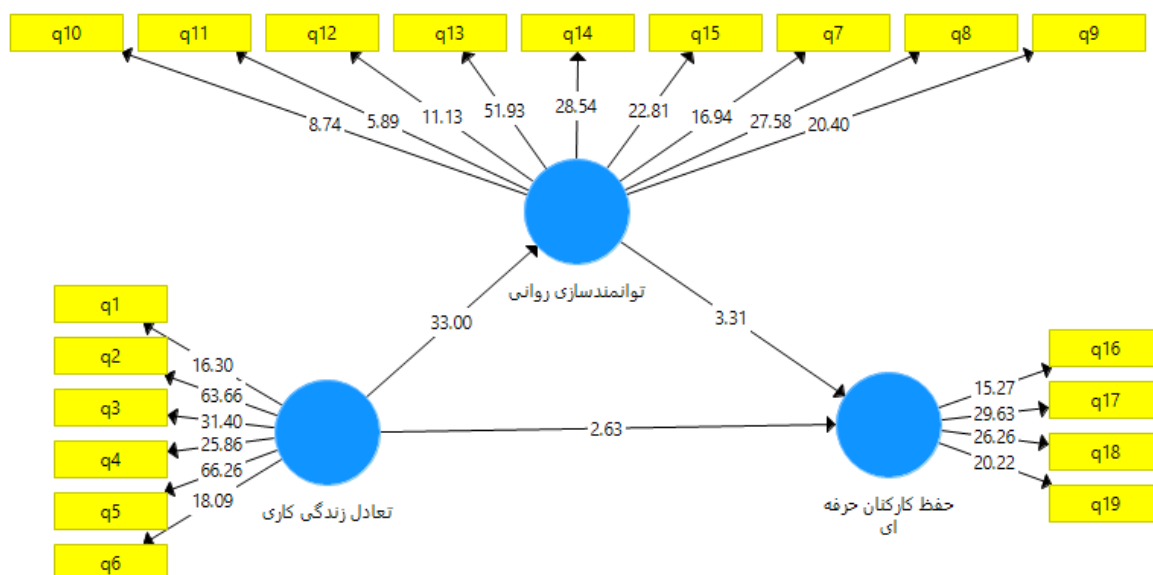 q10 q11 q12 q13 q14 q15 q7 q8 q9
8.74 5.89 11.13 51.93 28.54 22.81 16.94 27.58 20.40
توانمندسازی روانی
33.00
3.31
2.63
q1
q2
q3
q4
q5
q6
16.30
63.66
31.40
25.86
66.26
18.09
تعادل زندگی کاری
q16
q17
q18
q19
15.27
29.63
26.26
20.22
حفظ کارکنان حرفه
ای